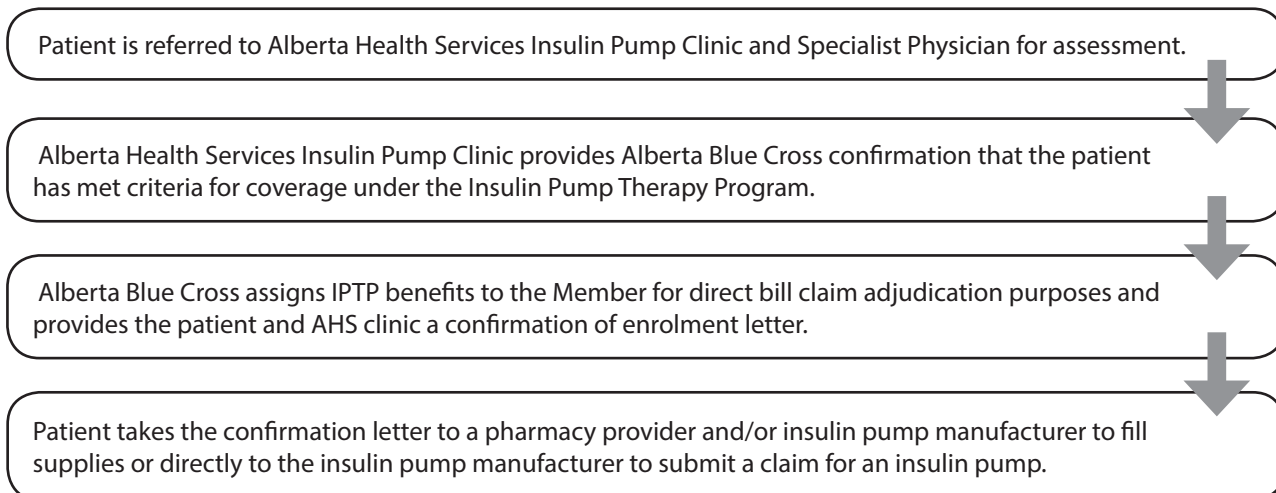 Patient is referred to Alberta Health Services Insulin Pump Clinic and Specialist Physician for assessment.
Alberta Health Services Insulin Pump Clinic provides Alberta Blue Cross confirmation that the patient
has met criteria for coverage under the Insulin Pump Therapy Program.
Alberta Blue Cross assigns IPTP benefits to the Member for direct bill claim adjudication purposes and
provides the patient and AHS clinic a confirmation of enrolment letter.
Patient takes the confirmation letter to a pharmacy provider and/or insulin pump manufacturer to fill
supplies or directly to the insulin pump manufacturer to submit a claim for an insulin pump.